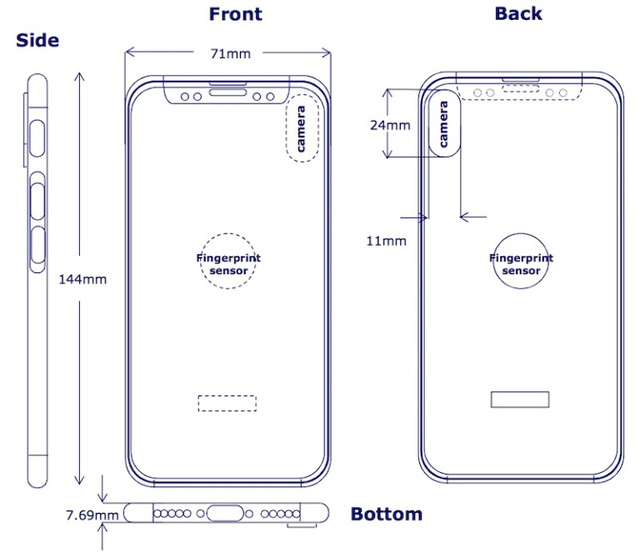 Front
Back
Side
71mm
camera
camera
24mm
11mm
Fingerprint
sensor
Fingerprint
sensor
144mm
7.69mm
Bottom